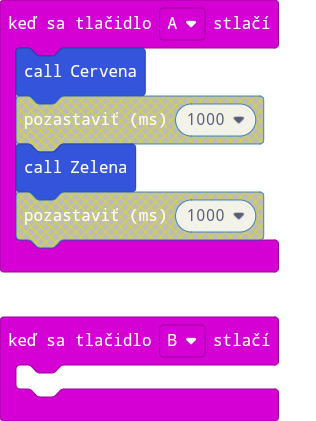 keď sa tlačidlo A stlačí
call Cervena
pozastaviť (ms) 1000
call Zelena
pozastaviť (ms) 1000
keď sa tlačidlo B stlačí